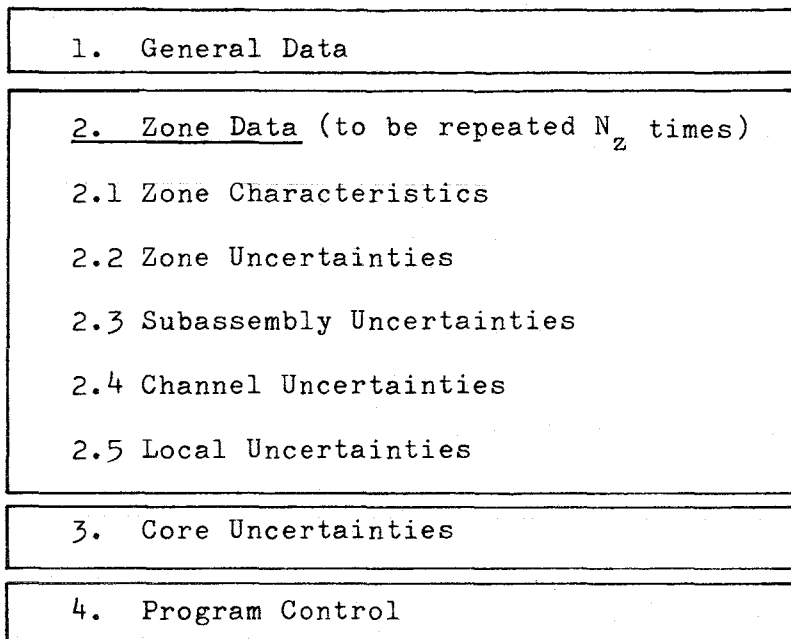 1. General Data
2. Zone Data (to be repeated N_z times)
2.1 Zone Characteristics
2.2 Zone Uncertainties
2.3 Subassembly Uncertainties
2.4 Channel Uncertainties
2.5 Local Uncertainties
3. Core Uncertainties
4. Program Control